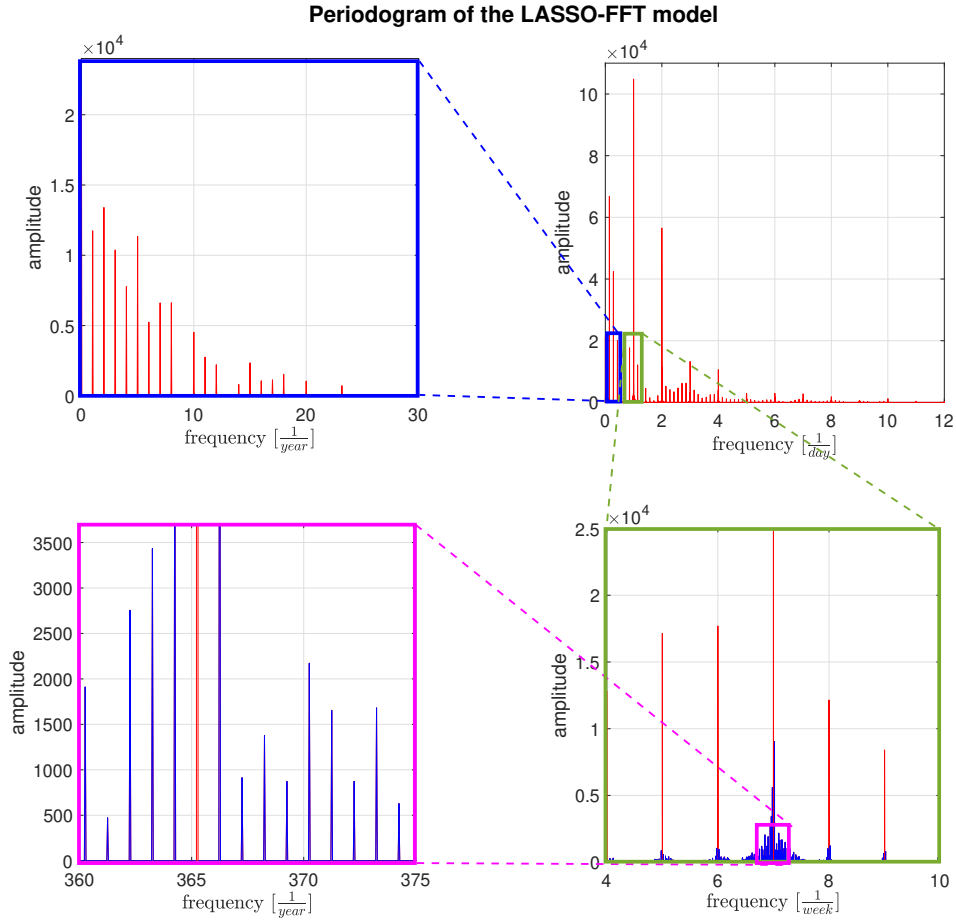 Periodogram of the LASSO-FFT model
×10^4
2
1.5
1
0.5
0
0 10 20 30
amplitude
frequency [1/year]
×10^4
10
8
6
4
2
0
0 2 4 6 8 10 12
amplitude
frequency [1/day]
3500
3000
2500
2000
1500
1000
500
0
360 365 370 375
amplitude
frequency [1/year]
2.5 ×10^4
2
1.5
1
0.5
0
4 6 8 10
amplitude
frequency [1/week]